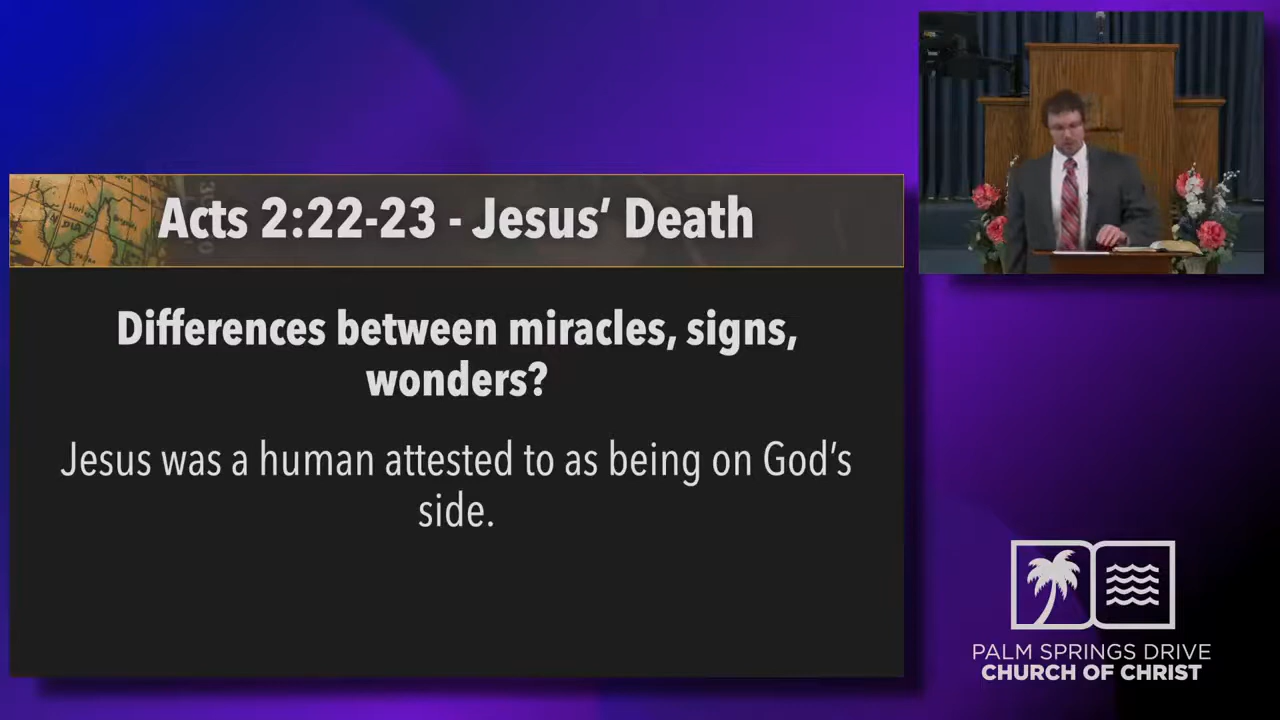 Acts 2:22-23 - Jesus’ Death
Differences between miracles, signs,
wonders?
Jesus was a human attested to as being on God’s
side.
PALM SPRINGS DRIVE
CHURCH OF CHRIST